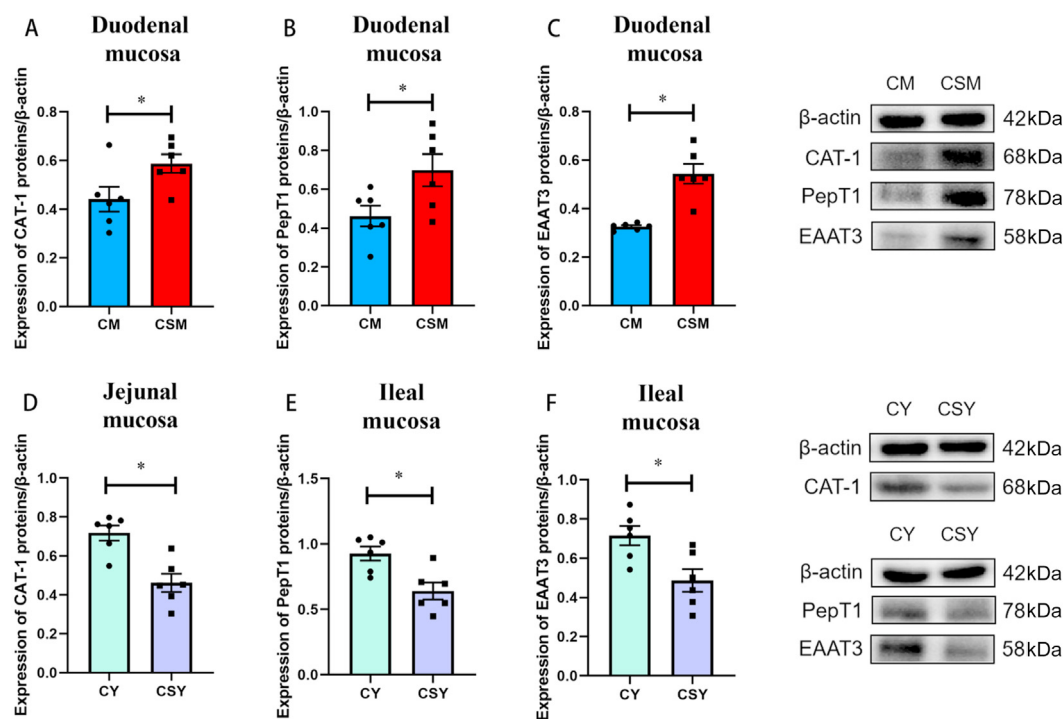 A
Duodenal
mucosa
Expression of CAT-1 proteins/β-actin
0.8
0.6
0.4
0.2
0.0
*
CM
CSM
B
Duodenal
mucosa
Expression of PepT1 proteins/β-actin
1.0
0.8
0.6
0.4
0.2
0.0
*
CM
CSM
C
Duodenal
mucosa
Expression of EAAT3 proteins/β-actin
0.8
0.6
0.4
0.2
0.0
*
CM
CSM
CM CSM
β-actin 42kDa
CAT-1 68kDa
PepT1 78kDa
EAAT3 58kDa
D
Jejunal
mucosa
Expression of CAT-1 proteins/β-actin
1.0
0.8
0.6
0.4
0.2
0.0
*
CY
CSY
E
Ileal
mucosa
Expression of PepT1 proteins/β-actin
1.5
1.0
0.5
0.0
*
CY
CSY
F
Ileal
mucosa
Expression of EAAT3 proteins/β-actin
1.0
0.8
0.6
0.4
0.2
0.0
*
CY
CSY
CY CSY
β-actin 42kDa
CAT-1 68kDa
CY CSY
β-actin 42kDa
PepT1 78kDa
EAAT3 58kDa